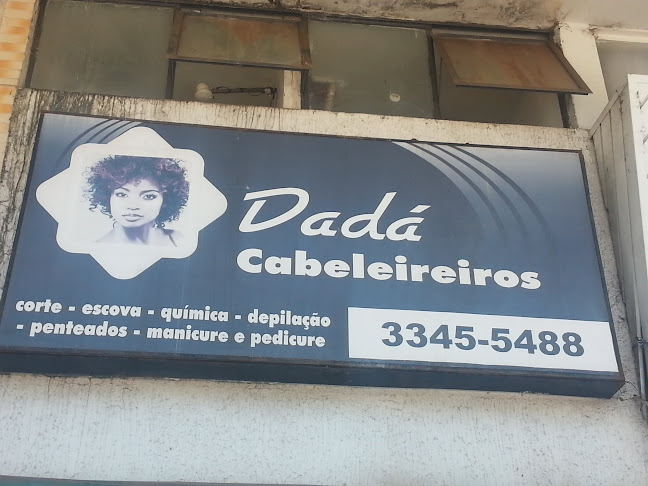 Dadá
Cabeleireiros
corte - escova - química - depilação
- penteados - manicure e pedicure
3345-5488